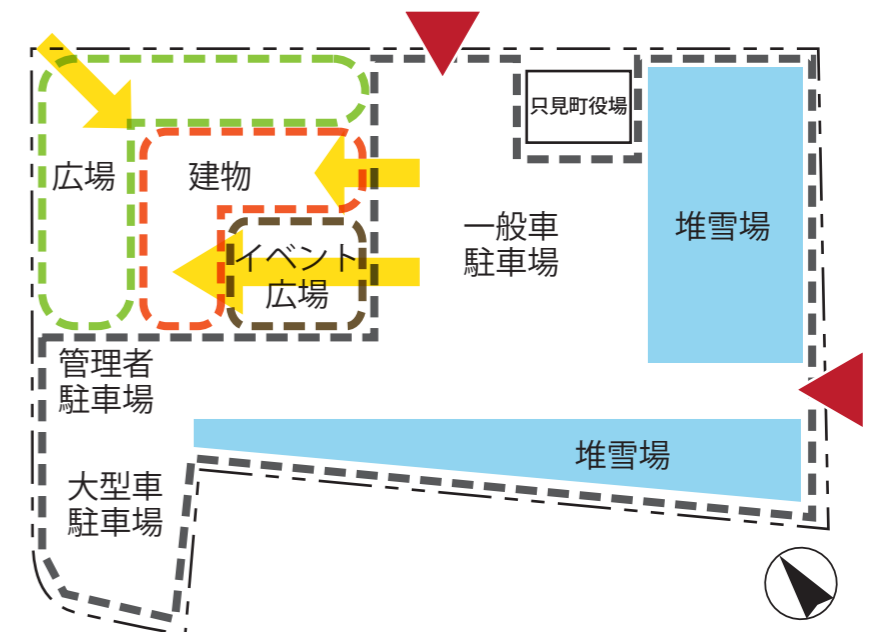 只見町役場
広場
建物
イベント
広場
一般車
駐車場
堆雪場
管理者
駐車場
堆雪場
大型車
駐車場